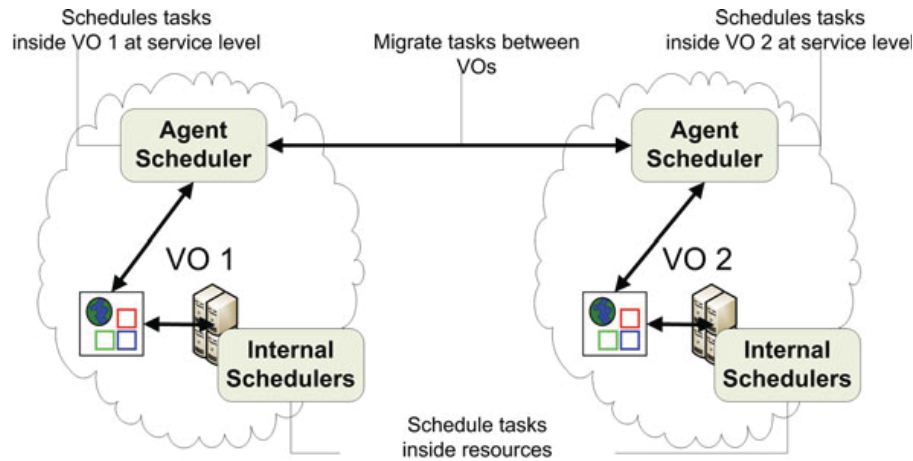 Schedules tasks
inside VO 1 at service level
Migrate tasks between
VOs
Schedules tasks
inside VO 2 at service level
Agent
Scheduler
Agent
Scheduler
VO 1
VO 2
Internal
Schedulers
Internal
Schedulers
Schedule tasks
inside resources